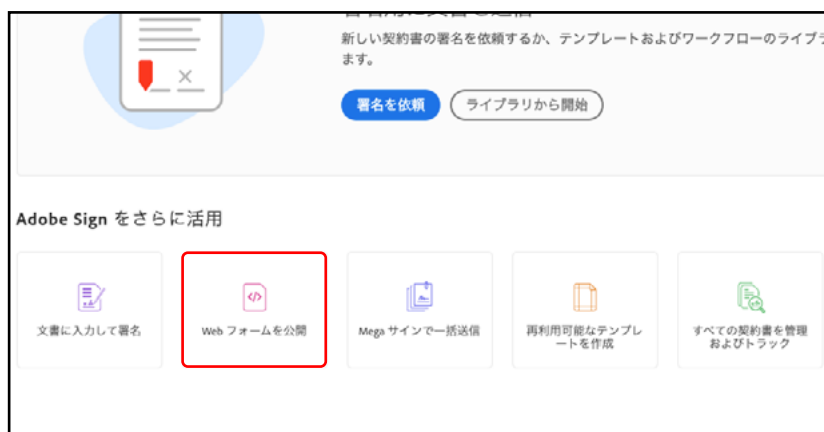 新しい契約書の署名を依頼するか、テンプレートおよびワークフローのライブ
ます。
署名を依頼
ライブラリから開始
Adobe Sign をさらに活用
文書に入力して署名
Web フォームを公開
Mega サインで一括送信
再利用可能なテンプレ
ートを作成
すべての契約書を管理
およびトラック